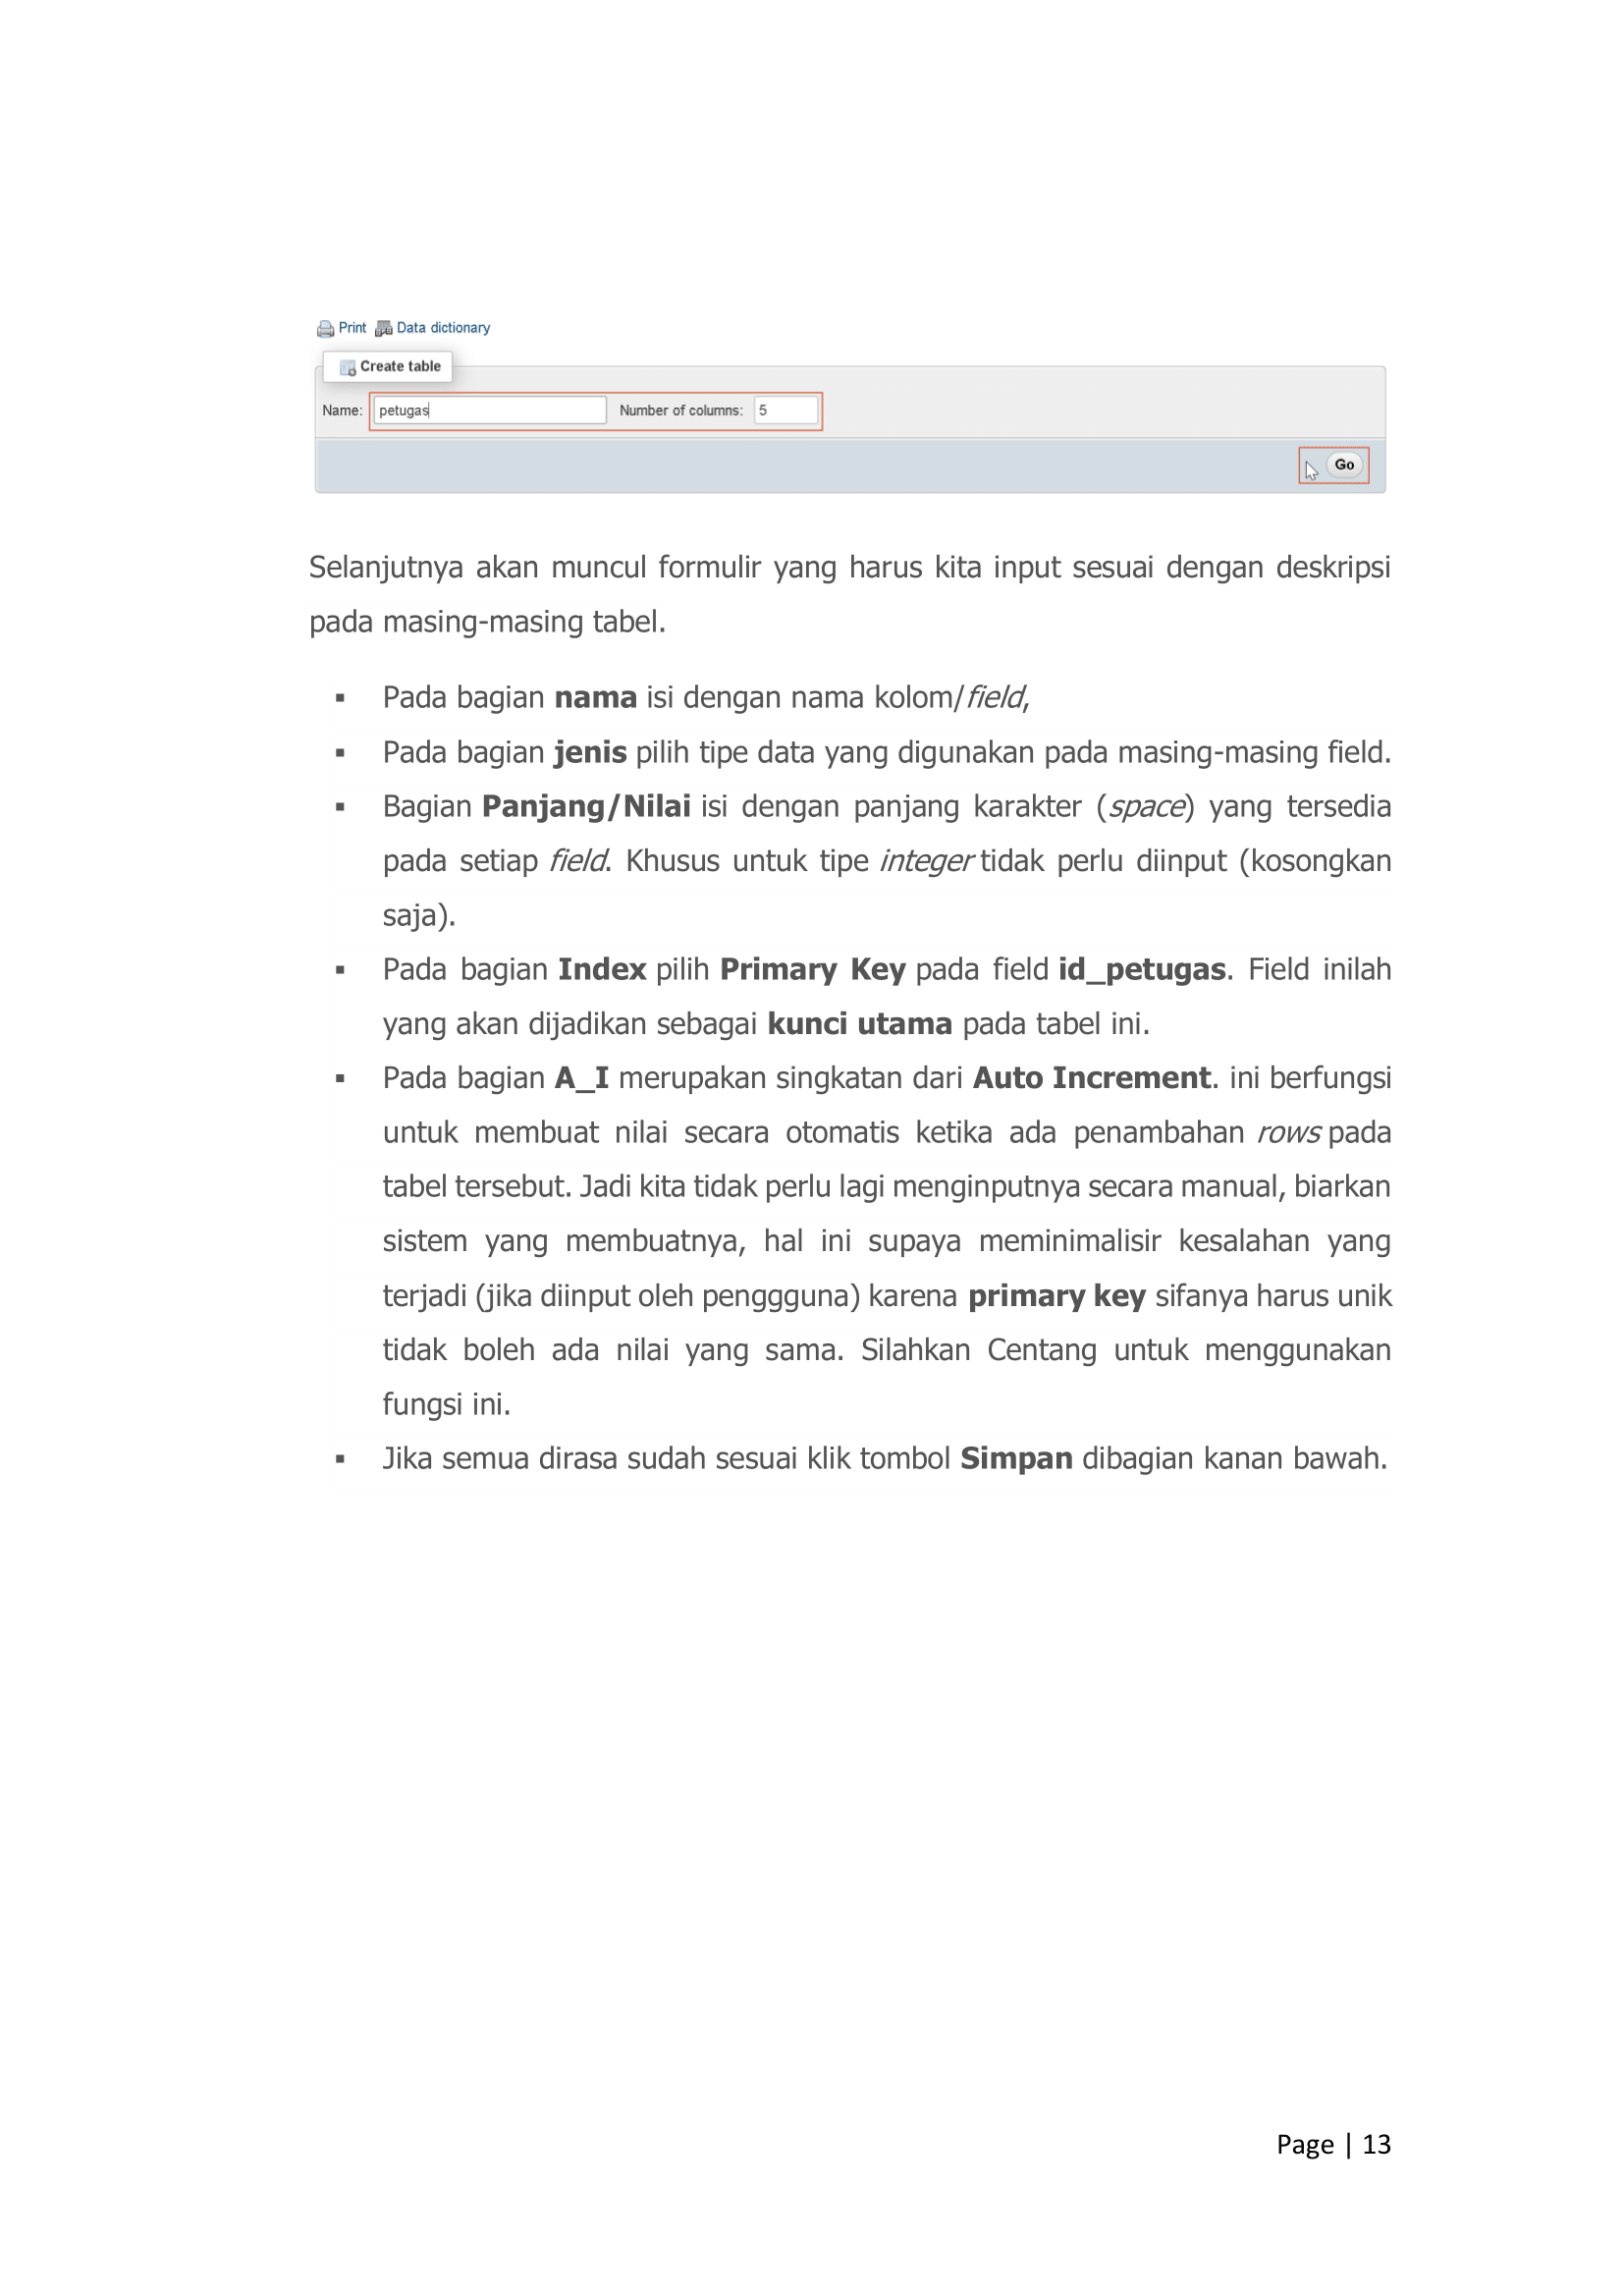 Print Data dictionary
Create table
Name: petugas Number of columns: 5
Go
Selanjutnya akan muncul formulir yang harus kita input sesuai dengan deskripsi
pada masing-masing tabel.
▪ Pada bagian nama isi dengan nama kolom/field,
▪ Pada bagian jenis pilih tipe data yang digunakan pada masing-masing field.
▪ Bagian Panjang/Nilai isi dengan panjang karakter (space) yang tersedia
pada setiap field. Khusus untuk tipe integer tidak perlu diinput (kosongkan
saja).
▪ Pada bagian Index pilih Primary Key pada field id_petugas. Field inilah
yang akan dijadikan sebagai kunci utama pada tabel ini.
▪ Pada bagian A_I merupakan singkatan dari Auto Increment. ini berfungsi
untuk membuat nilai secara otomatis ketika ada penambahan rows pada
tabel tersebut. Jadi kita tidak perlu lagi menginputnya secara manual, biarkan
sistem yang membuatnya, hal ini supaya meminimalisir kesalahan yang
terjadi (jika diinput oleh penggguna) karena primary key sifanya harus unik
tidak boleh ada nilai yang sama. Silahkan Centang untuk menggunakan
fungsi ini.
▪ Jika semua dirasa sudah sesuai klik tombol Simpan dibagian kanan bawah.
Page | 13